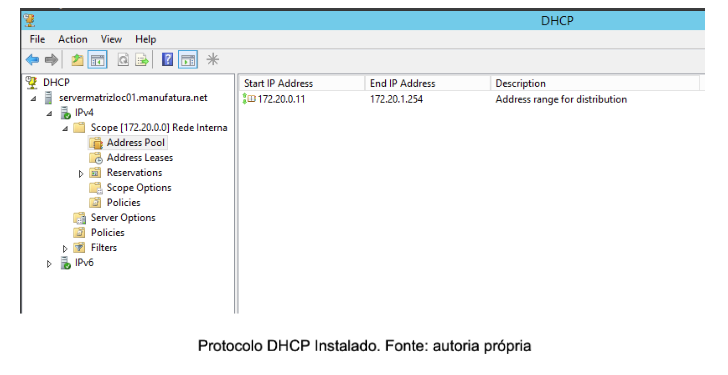 DHCP
File Action View Help
DHCP
servermatrizloc01.manufatura.net
IPv4
Scope [172.20.0.0] Rede Interna
Address Pool
Address Leases
Reservations
Scope Options
Policies
Server Options
Policies
Filters
IPv6
Start IP Address End IP Address Description
172.20.0.11 172.20.1.254 Address range for distribution
Protocolo DHCP Instalado. Fonte: autoria própria